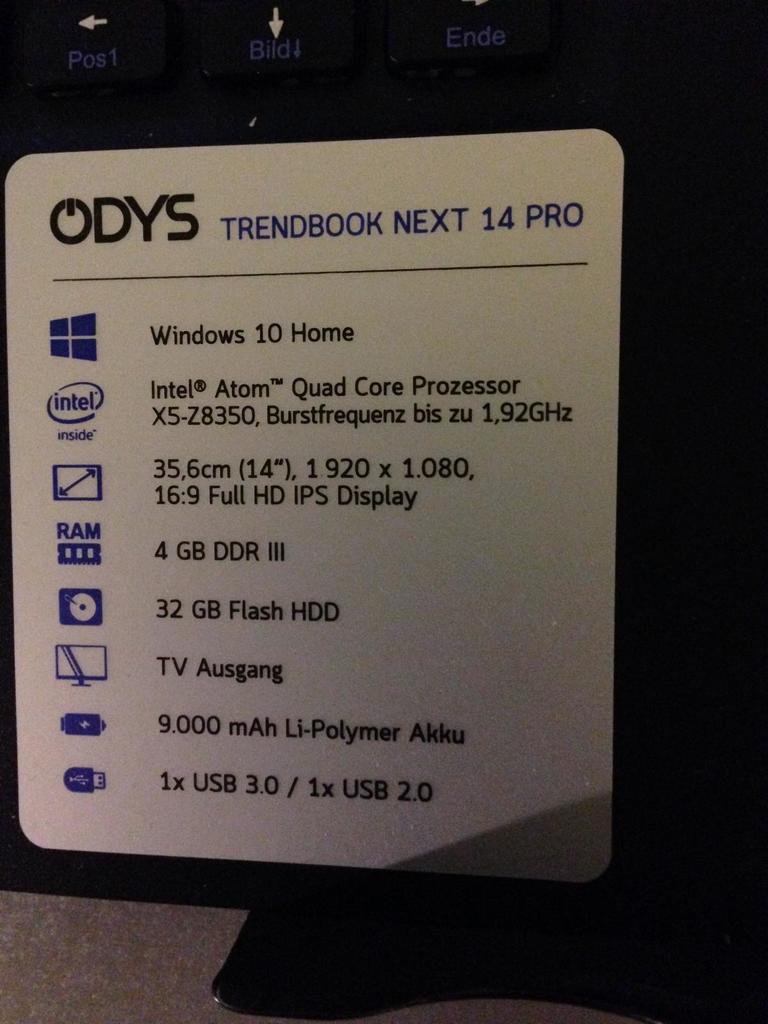 Pos1 Bild↓ Ende
ODYS TRENDBOOK NEXT 14 PRO
Windows 10 Home
intel inside™
Intel® Atom™ Quad Core Prozessor
X5-Z8350, Burstfrequenz bis zu 1,92GHz
35,6cm (14"), 1 920 x 1.080,
16:9 Full HD IPS Display
RAM
4 GB DDR III
32 GB Flash HDD
TV Ausgang
9.000 mAh Li-Polymer Akku
1x USB 3.0 / 1x USB 2.0